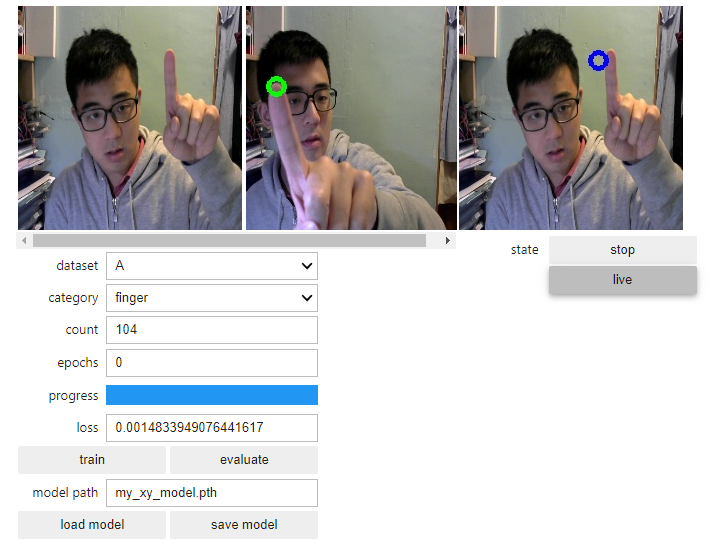 state
stop
live
dataset
A
category
finger
count
104
epochs
0
progress
loss
0.0014833949076441617
train
evaluate
model path
my_xy_model.pth
load model
save model